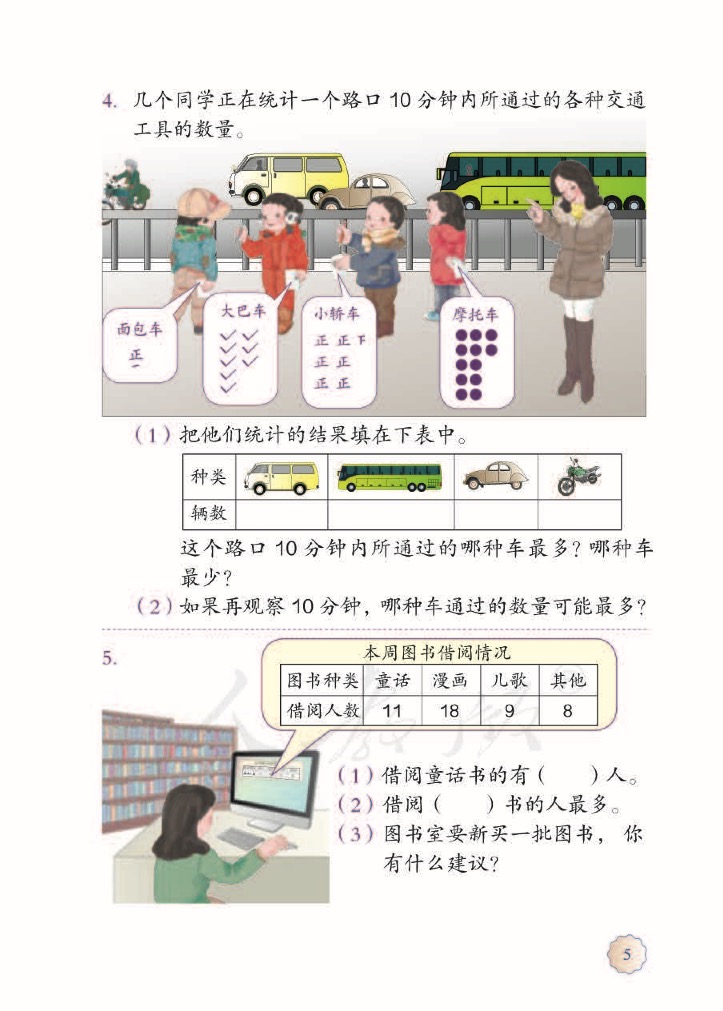 4. 几个同学正在统计一个路口 10 分钟内所通过的各种交通
工具的数量。
面包车
正
一
大巴车
小轿车
正 正 下
正 正
正 正
摩托车
(1) 把他们统计的结果填在下表中。
种类
辆数
这个路口 10 分钟内所通过的哪种车最多？哪种车
最少？
(2) 如果再观察 10 分钟，哪种车通过的数量可能最多？
5.
本周图书借阅情况
图书种类 童话 漫画 儿歌 其他
借阅人数 11 18 9 8
(1) 借阅童话书的有（ ）人。
(2) 借阅（ ）书的人最多。
(3) 图书室要新买一批图书，你
有什么建议？
5